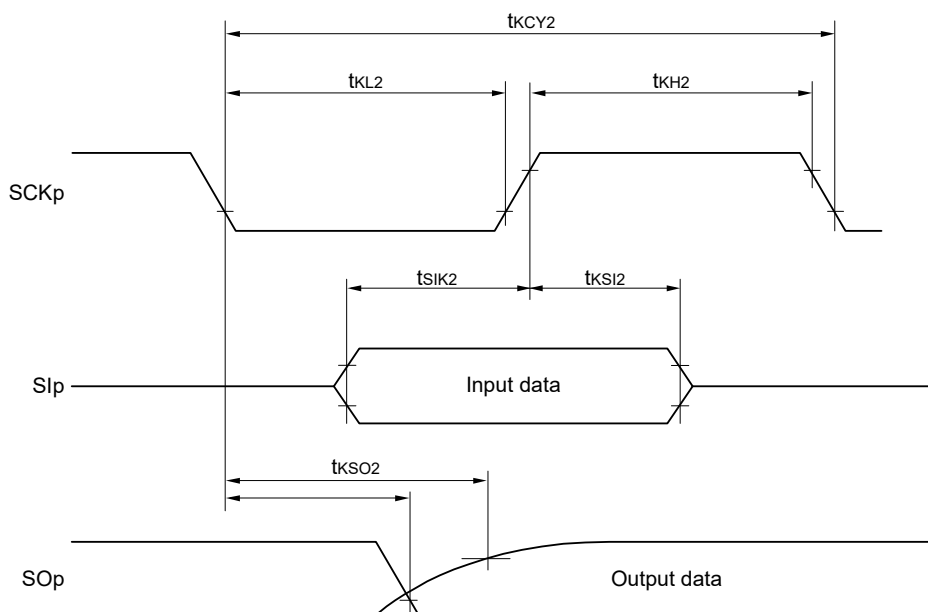 tKCY2
tKL2
tKH2
SCKp
tSIK2
tKSI2
SIp
Input data
tKSO2
SOp
Output data